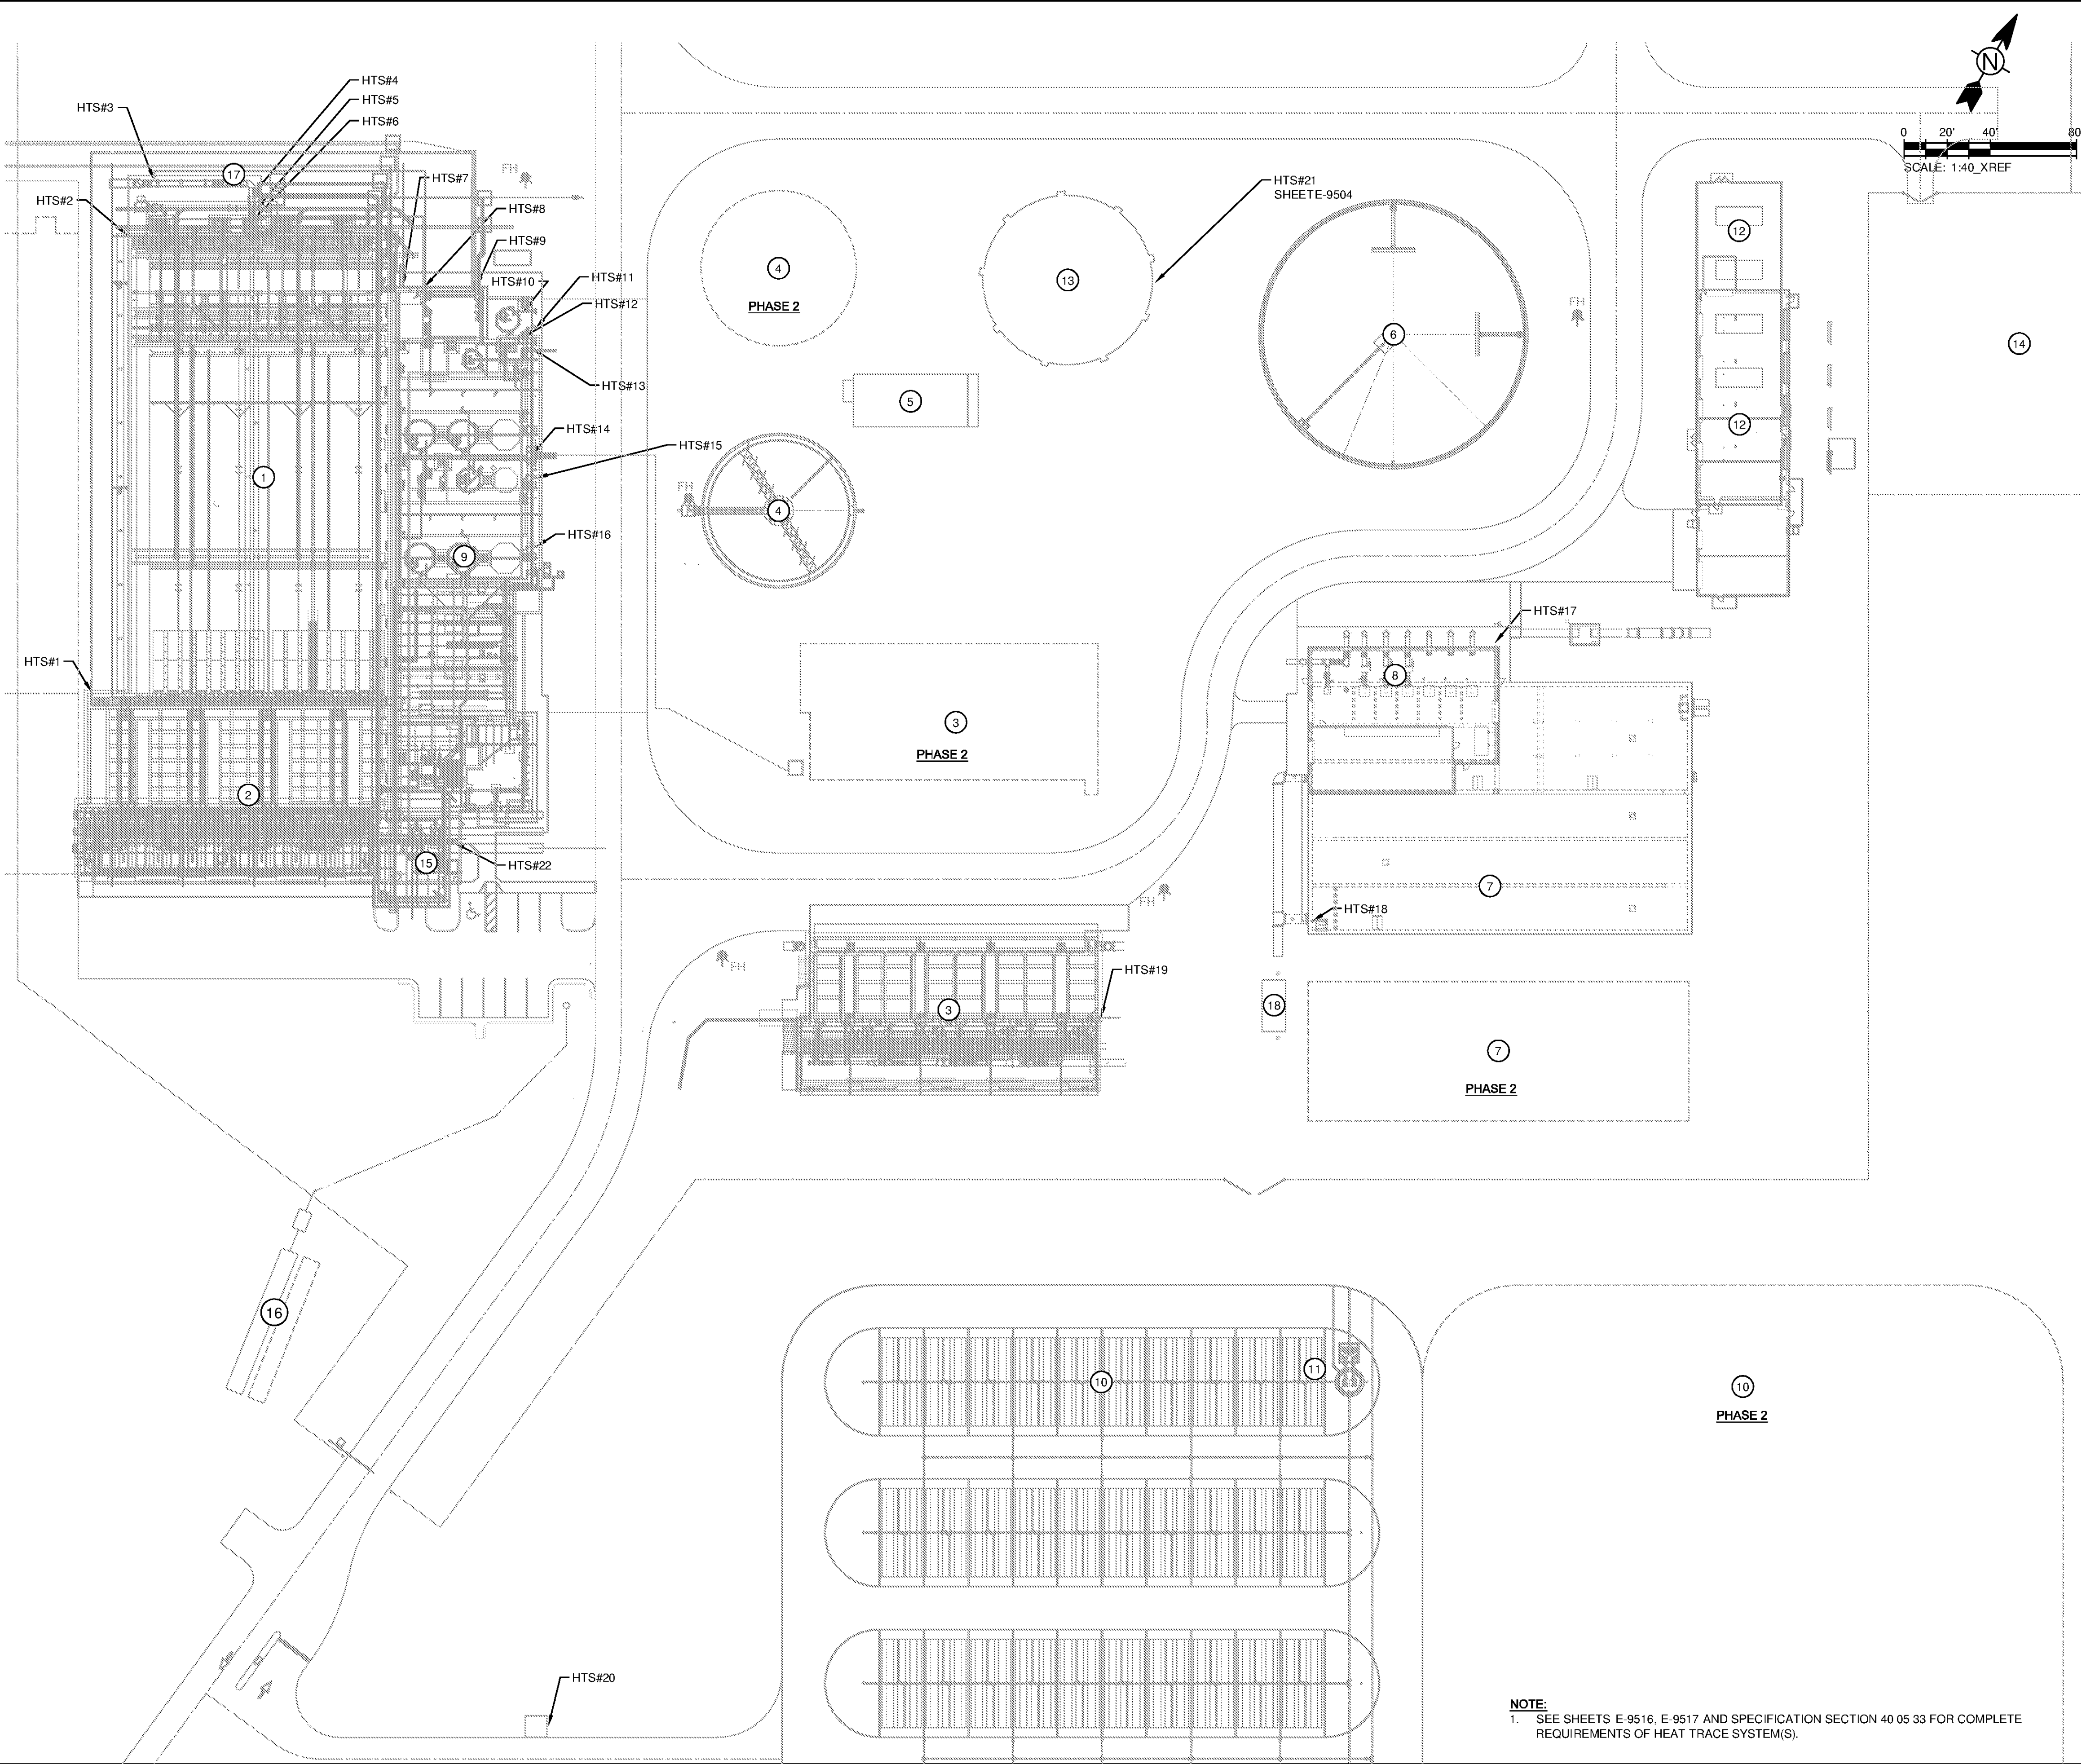 N
0 20' 40' 80
SCALE: 1:40_XREF
HTS#4
HTS#5
HTS#6
HTS#3
17
FH
HTS#7
HTS#2
HTS#8
HTS#9
HTS#10
HTS#11
HTS#12
HTS#13
HTS#14
HTS#15
HTS#16
1
9
HTS#1
2
15
HTS#22
4
PHASE 2
13
HTS#21
SHEETE-9504
6
FH
12
14
5
12
FH
4
HTS#17
8
3
PHASE 2
7
HTS#18
FH
FH
HTS#19
3
18
7
PHASE 2
16
10
11
10
PHASE 2
HTS#20
NOTE:
1. SEE SHEETS E-9516, E-9517 AND SPECIFICATION SECTION 40 05 33 FOR COMPLETE
REQUIREMENTS OF HEAT TRACE SYSTEM(S).